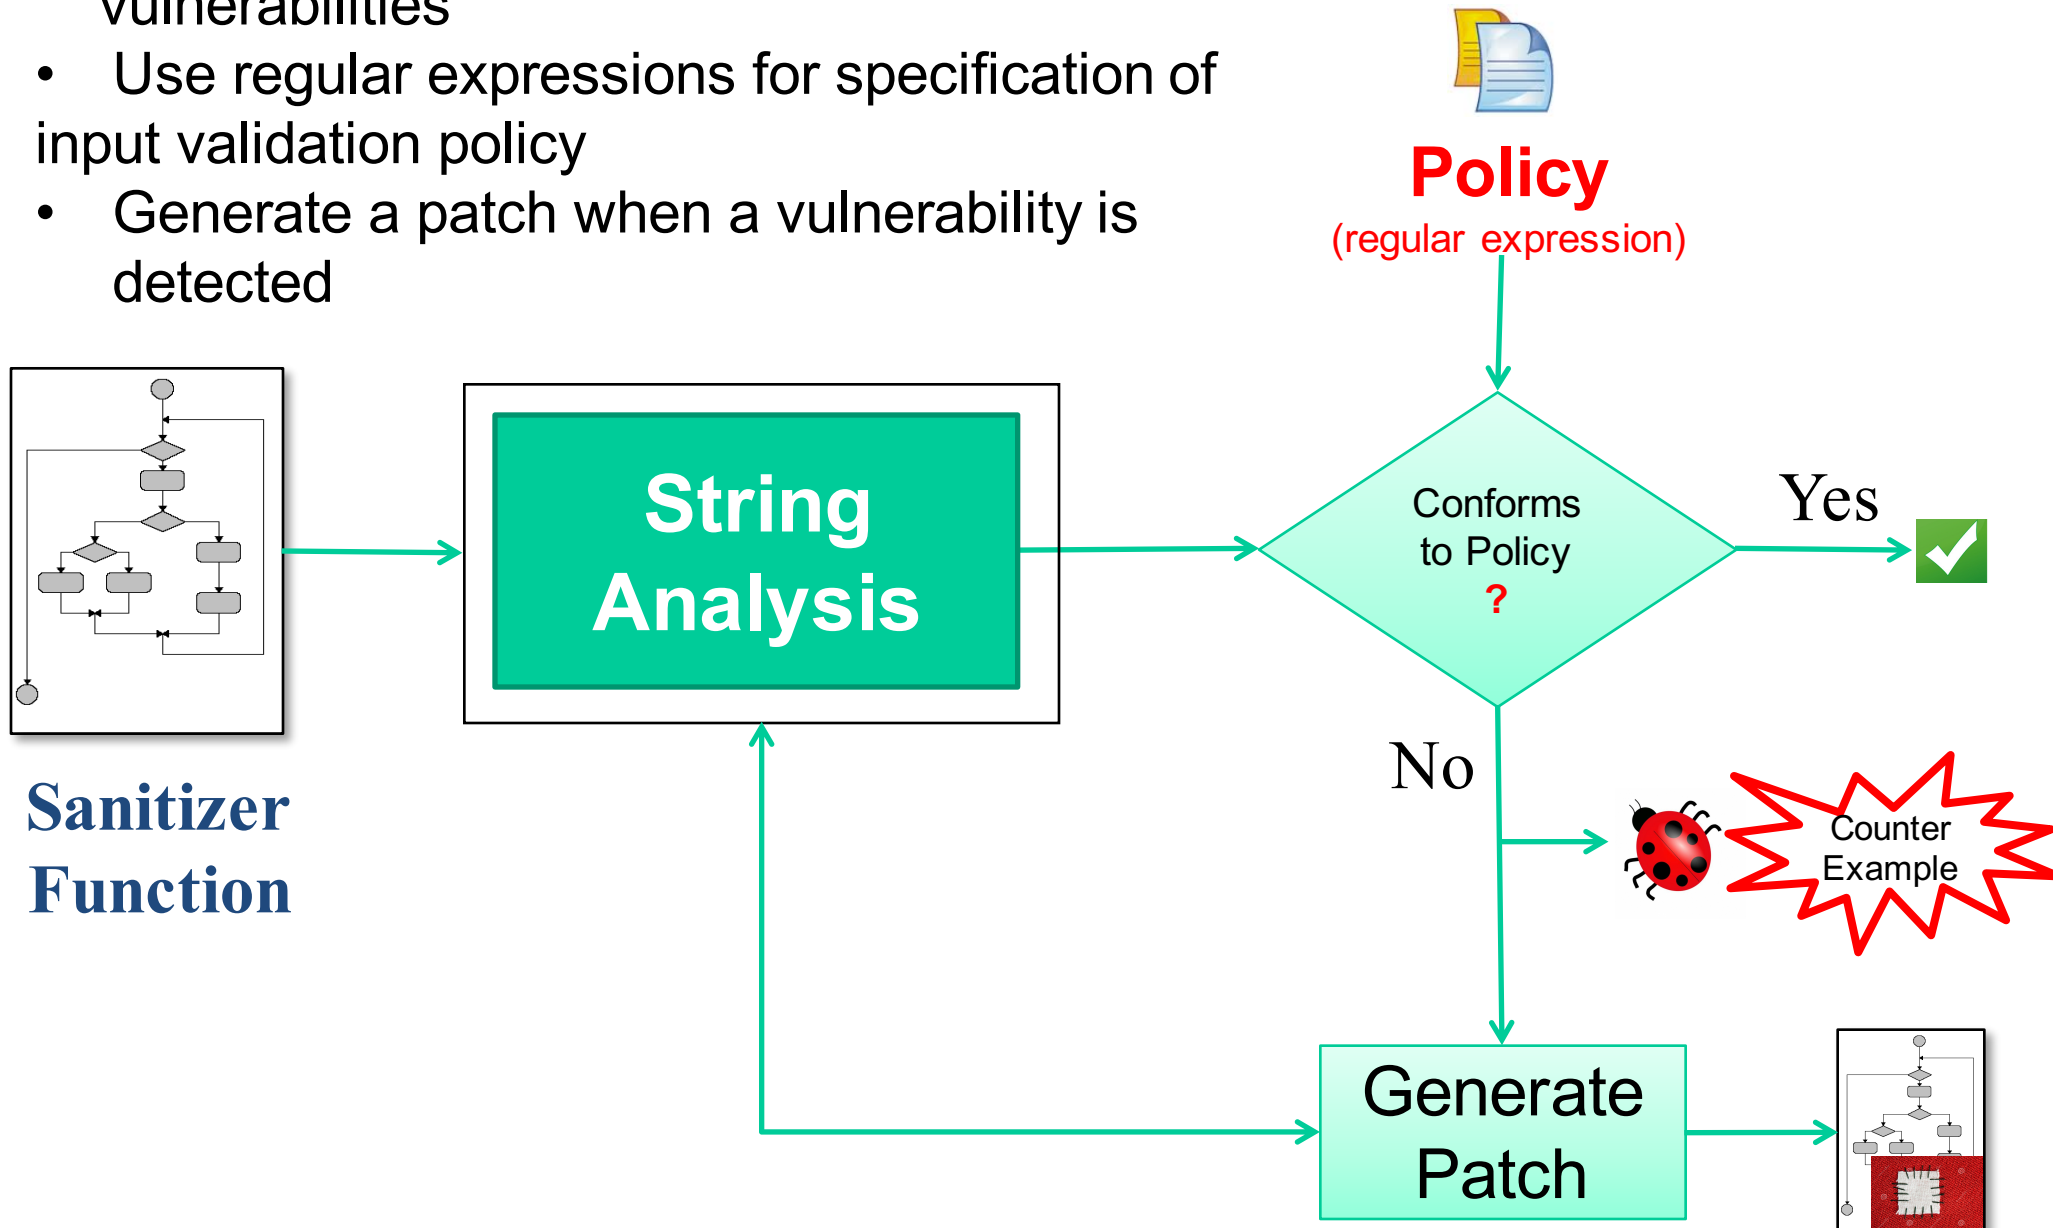 vulnerabilities
• Use regular expressions for specification of
input validation policy
• Generate a patch when a vulnerability is
detected
Policy
(regular expression)
String
Analysis
Conforms
to Policy
?
Yes
No
Sanitizer
Function
Counter
Example
Generate
Patch